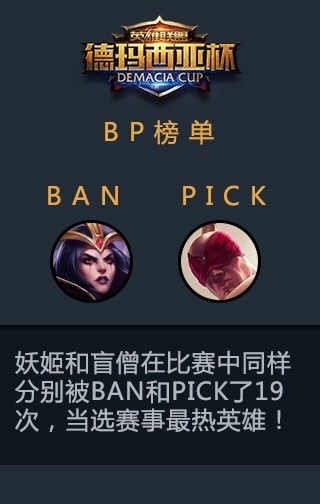 英雄联盟
德玛西亚杯
DEMACIA CUP
BP榜单
BAN PICK
妖姬和盲僧在比赛中同样
分别被BAN和PICK了19
次，当选赛事最热英雄！